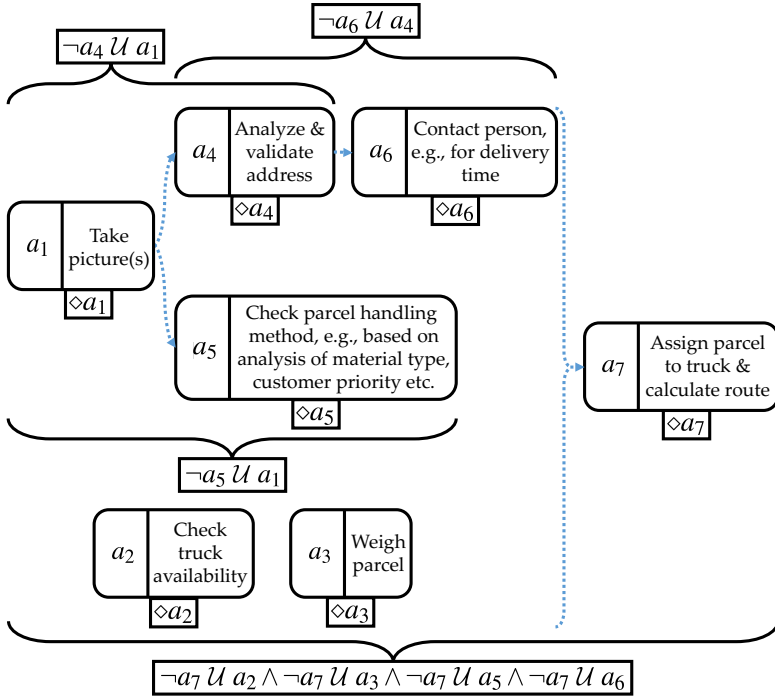 ¬a₆ 𝒰 a₄
¬a₄ 𝒰 a₁
a₄
Analyze &
validate
address
◇a₄
a₆
Contact person,
e.g., for delivery
time
◇a₆
a₁
Take
picture(s)
◇a₁
a₅
Check parcel handling
method, e.g., based on
analysis of material type,
customer priority etc.
◇a₅
a₇
Assign parcel
to truck &
calculate route
◇a₇
¬a₅ 𝒰 a₁
a₂
Check
truck
availability
◇a₂
a₃
Weigh
parcel
◇a₃
¬a₇ 𝒰 a₂ ∧ ¬a₇ 𝒰 a₃ ∧ ¬a₇ 𝒰 a₅ ∧ ¬a₇ 𝒰 a₆